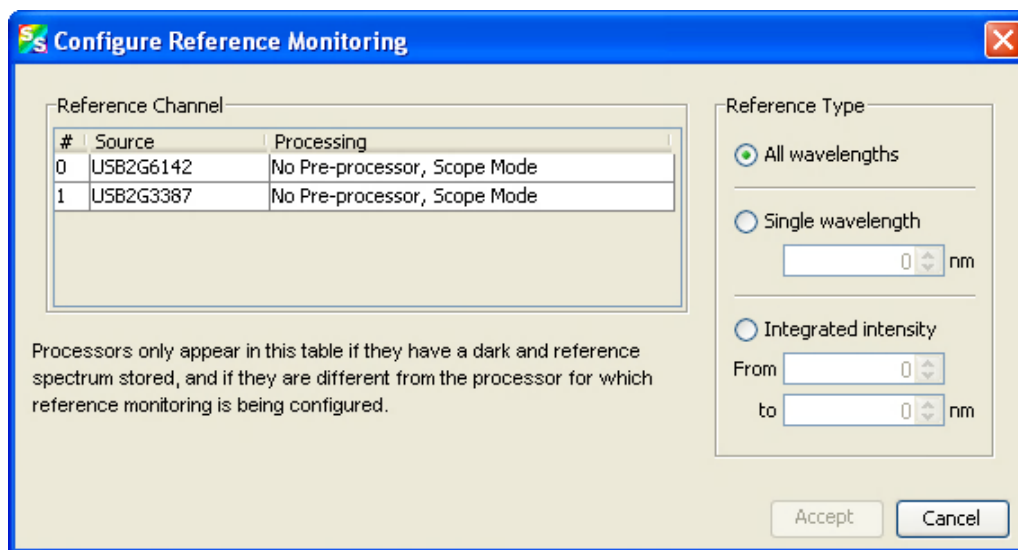 Configure Reference Monitoring
Reference Channel
# Source Processing
0 USB2G6142 No Pre-processor, Scope Mode
1 USB2G3387 No Pre-processor, Scope Mode
Processors only appear in this table if they have a dark and reference
spectrum stored, and if they are different from the processor for which
reference monitoring is being configured.
Reference Type
All wavelengths
Single wavelength
0 nm
Integrated intensity
From 0
to 0 nm
Accept Cancel